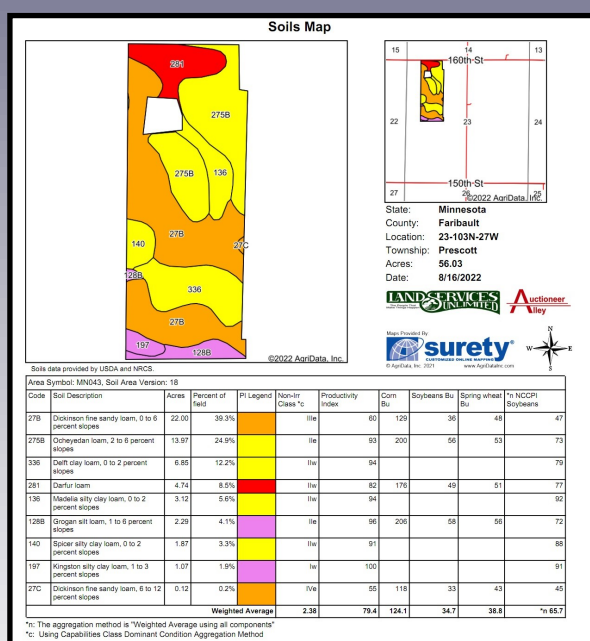 Soils Map
281
275B
275B
136
27B
140
27C
128B
336
27B
197
128B
©2022 AgriData, Inc.
Soils data provided by USDA and NRCS.
15
14
13
160th-St
22
23
24
150th-St
27
26
25
©2022 AgriData, Inc.
State: Minnesota
County: Faribault
Location: 23-103N-27W
Township: Prescott
Acres: 56.03
Date: 8/16/2022
LAND SERVICES
UNLIMITED
Auctioneer
Alley
Maps Provided By:
surety®
CUSTOMIZED ONLINE MAPPING
© AgriData, Inc. 2021 www.AgriDataInc.com
N
W E
S
Area Symbol: MN043, Soil Area Version: 18
Code Soil Description Acres Percent of field PI Legend Non-Irr Class *c Productivity Index Corn Bu Soybeans Bu Spring wheat Bu *n NCCPI Soybeans
27B Dickinson fine sandy loam, 0 to 6 percent slopes 22.00 39.3% IIIe 60 129 36 48 47
275B Ocheyedan loam, 2 to 6 percent slopes 13.97 24.9% IIe 93 200 56 53 73
336 Delft clay loam, 0 to 2 percent slopes 6.85 12.2% IIw 94 79
281 Darfur loam 4.74 8.5% IIw 82 176 49 51 77
136 Madelia silty clay loam, 0 to 2 percent slopes 3.12 5.6% IIw 94 92
128B Grogan silt loam, 1 to 6 percent slopes 2.29 4.1% IIe 96 206 58 56 72
140 Spicer silty clay loam, 0 to 2 percent slopes 1.87 3.3% IIw 91 88
197 Kingston silty clay loam, 1 to 3 percent slopes 1.07 1.9% Iw 100 91
27C Dickinson fine sandy loam, 6 to 12 percent slopes 0.12 0.2% IVe 55 118 33 43 45
Weighted Average 2.38 79.4 124.1 34.7 38.8 *n 65.7
*n: The aggregation method is "Weighted Average using all components"
*c: Using Capabilities Class Dominant Condition Aggregation Method